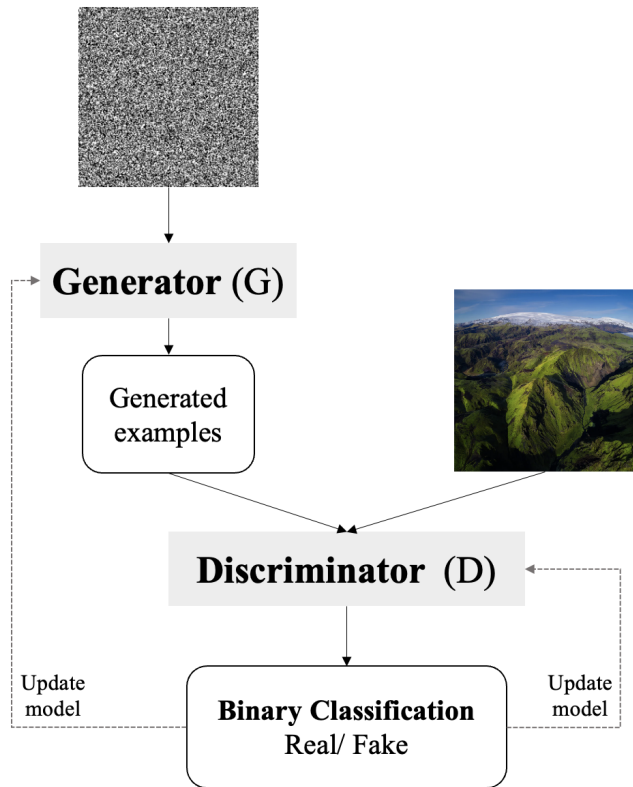 Generator (G)
Generated
examples
Discriminator (D)
Update
model
Binary Classification
Real/ Fake
Update
model